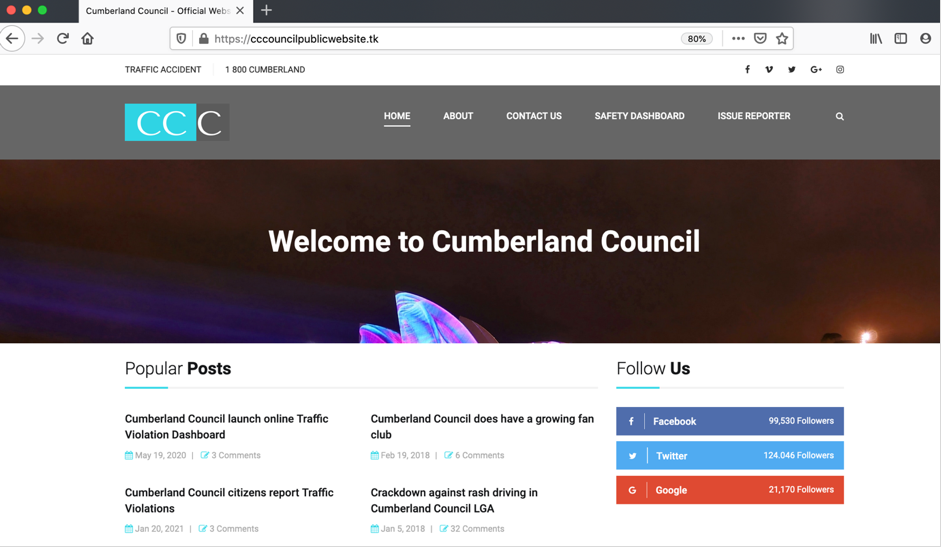 Cumberland Council - Official Webs
https://cccouncilpublicwebsite.tk
80%
TRAFFIC ACCIDENT
1 800 CUMBERLAND
CCC
HOME
ABOUT
CONTACT US
SAFETY DASHBOARD
ISSUE REPORTER
Welcome to Cumberland Council
Popular Posts
Cumberland Council launch online Traffic
Violation Dashboard
May 19, 2020 | 3 Comments
Cumberland Council does have a growing fan
club
Feb 19, 2018 | 6 Comments
Cumberland Council citizens report Traffic
Violations
Jan 20, 2021 | 3 Comments
Crackdown against rash driving in
Cumberland Council LGA
Jan 5, 2018 | 32 Comments
Follow Us
Facebook 99,530 Followers
Twitter 124.046 Followers
Google 21,170 Followers